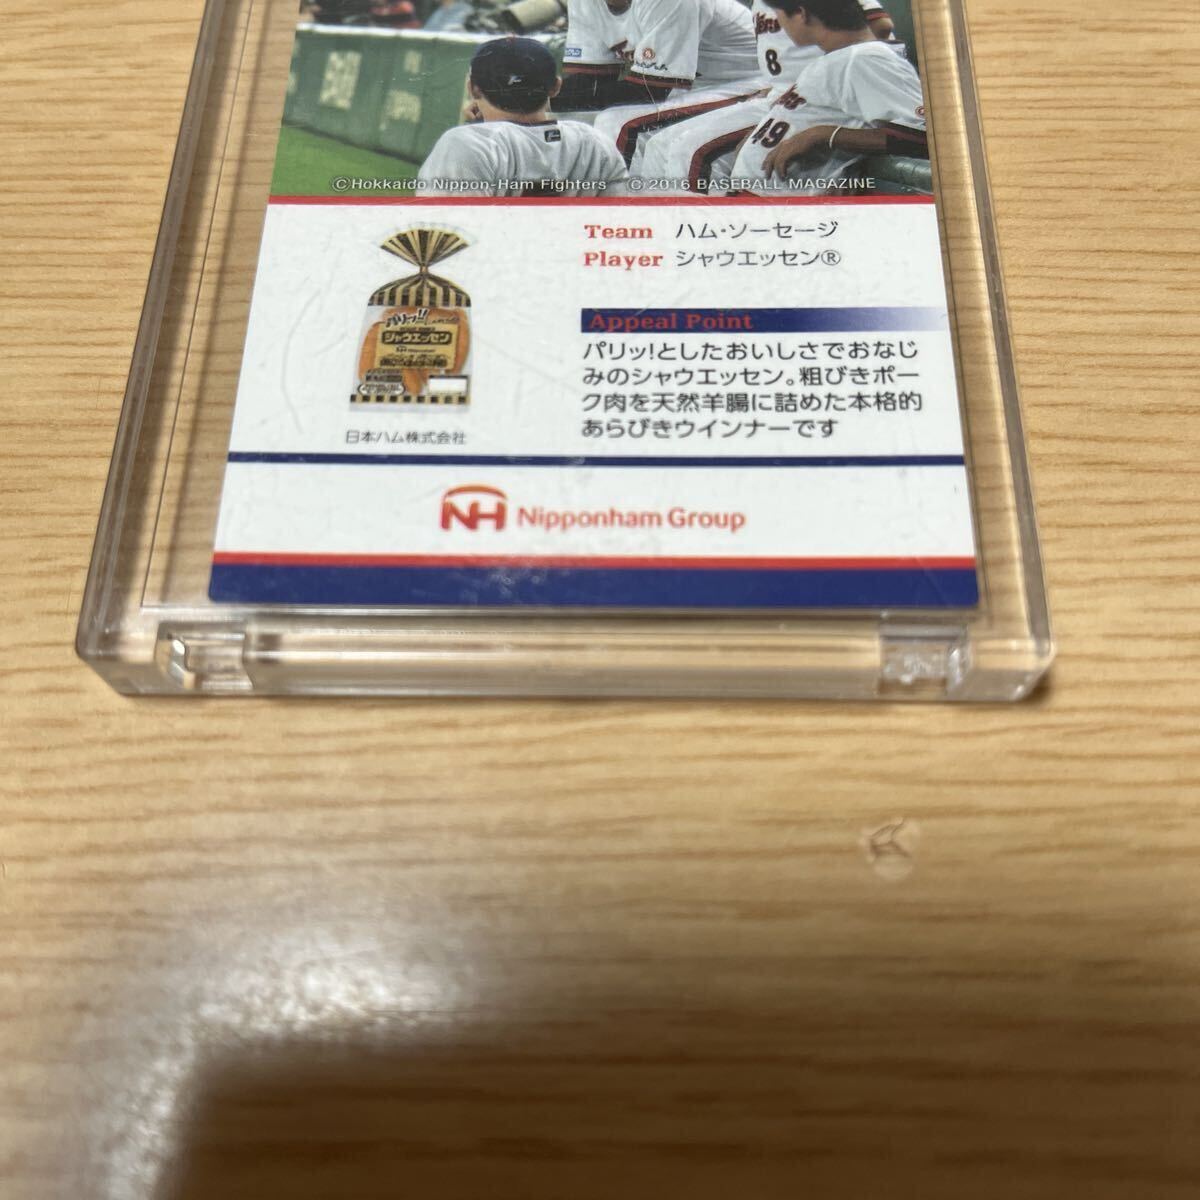 8
49
©Hokkaido Nippon-Ham Fighters © 2016 BASEBALL MAGAZINE
Team ハム・ソーセージ
Player シャウエッセン®
パリッ!!
シャウエッセン
日本ハム株式会社
Appeal Point
パリッ!としたおいしさでおなじ
みのシャウエッセン。粗びきポー
ク肉を天然羊腸に詰めた本格的
あらびきウインナーです
NH Nipponham Group